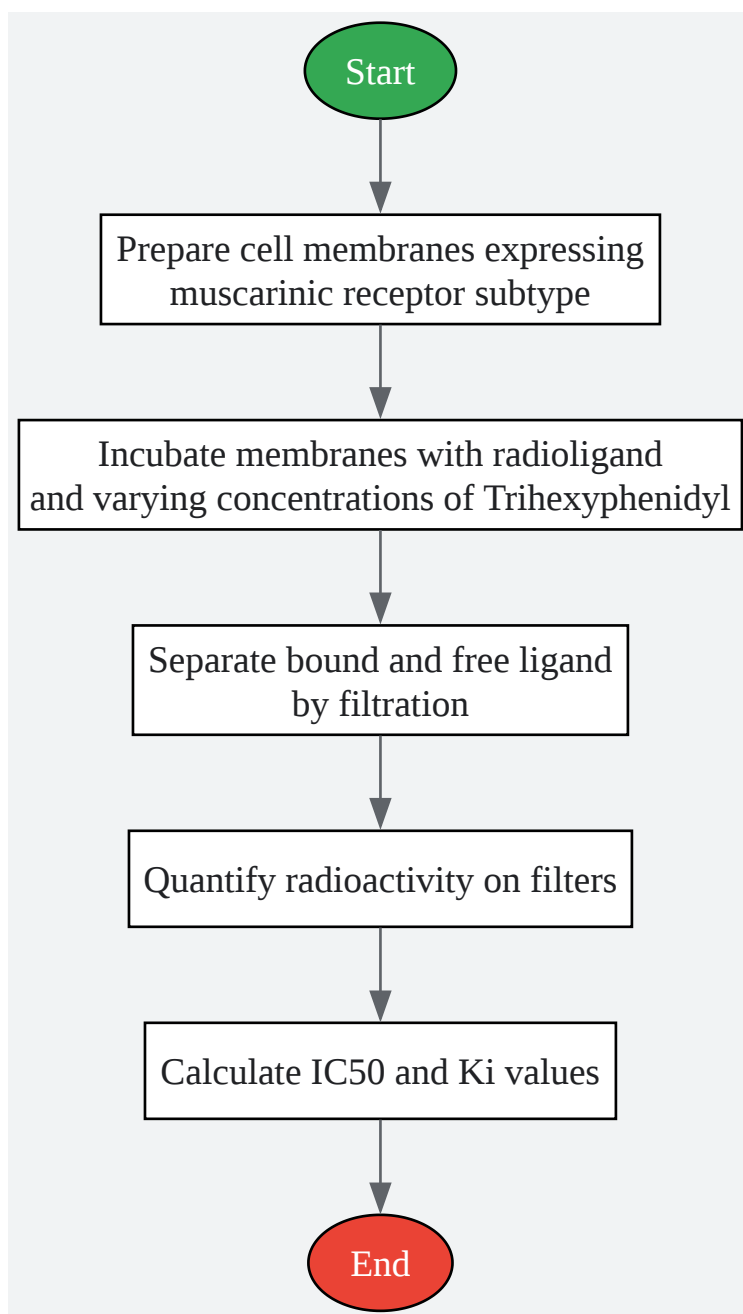 Start
Prepare cell membranes expressing
muscarinic receptor subtype
Incubate membranes with radioligand
and varying concentrations of Trihexyphenidyl
Separate bound and free ligand
by filtration
Quantify radioactivity on filters
Calculate IC50 and Ki values
End